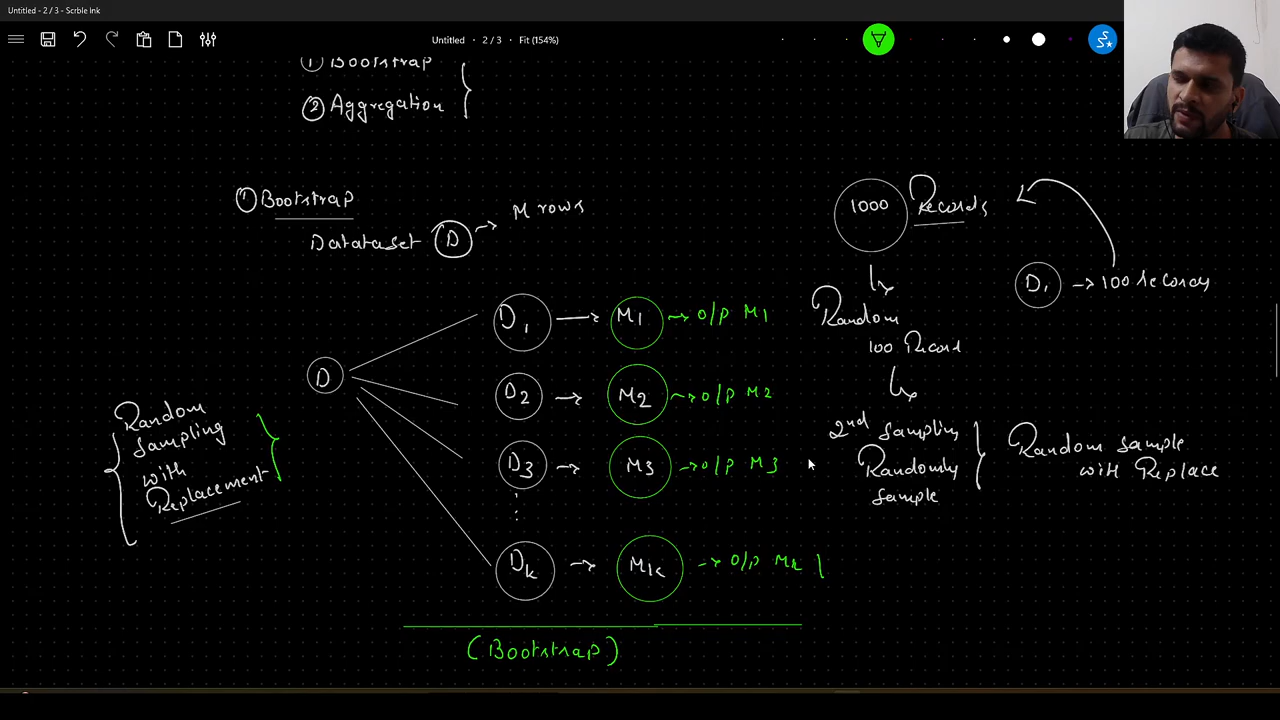 Untitled - 2 / 3 - Scrble Ink
Untitled • 2 / 3 • Fit (154%)
① Bootstrap
② Aggregation
① Bootstrap
Datataset D → M rows
1000 Records
D1 → 100 records
Random
100 Record
2nd Sampling
Randomly
Sample
Random sample
with Replace
D
D1 → M1 → O/P M1
D2 → M2 → O/P M2
D3 → M3 → O/P M3
Dk → Mk → O/P Mk
Random
Sampling
with
Replacement
(Bootstrap)